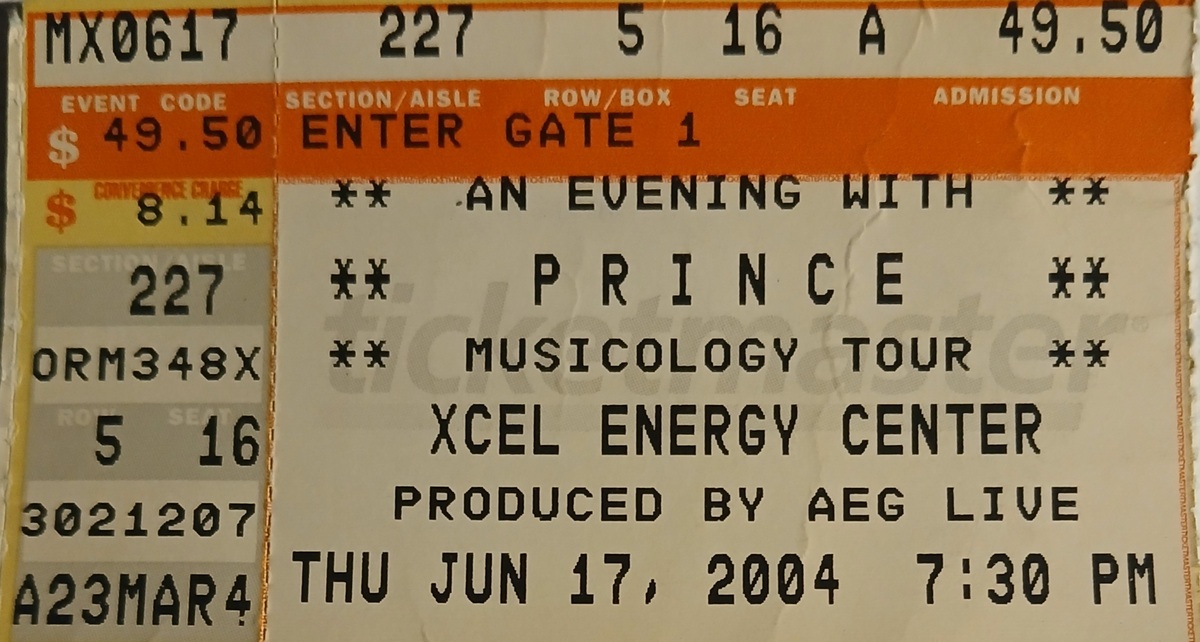 MX0617 227 5 16 A 49.50
EVENT CODE SECTION/AISLE ROW/BOX SEAT ADMISSION
$ 49.50 ENTER GATE 1
CONVENIENCE CHARGE
$ 8.14
** AN EVENING WITH **
SECTION/AISLE
227
** P R I N C E **
ticketmaster®
ORM348X
** MUSICOLOGY TOUR **
ROW SEAT
5 16
XCEL ENERGY CENTER
3021207
PRODUCED BY AEG LIVE
A23MAR4
THU JUN 17, 2004 7:30 PM